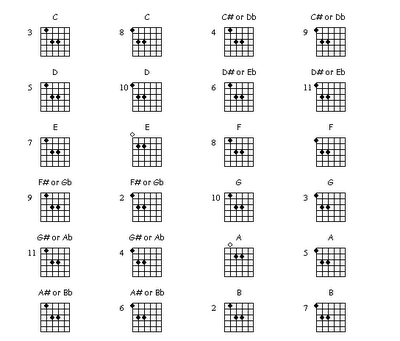 C C C# or Db C# or Db
3 8 4 9
D D D# or Eb D# or Eb
5 10 6 11
E E F F
7 8
F# or Gb F# or Gb G G
9 2 10 3
G# or Ab G# or Ab A A
11 4 5
A# or Bb A# or Bb B B
6 2 7